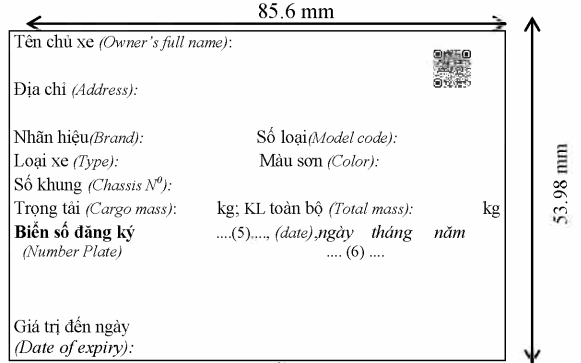 85.6 mm
Tên chủ xe (Owner's full name):
Địa chỉ (Address):
Nhãn hiệu(Brand): Số loại(Model code):
Loại xe (Type): Màu sơn (Color):
Số khung (Chassis Nº):
Trọng tải (Cargo mass): kg; KL toàn bộ (Total mass): kg
Biển số đăng ký ....(5)...., (date),ngày tháng năm
(Number Plate) .... (6) ....
Giá trị đến ngày
(Date of expiry):
53.98 mm